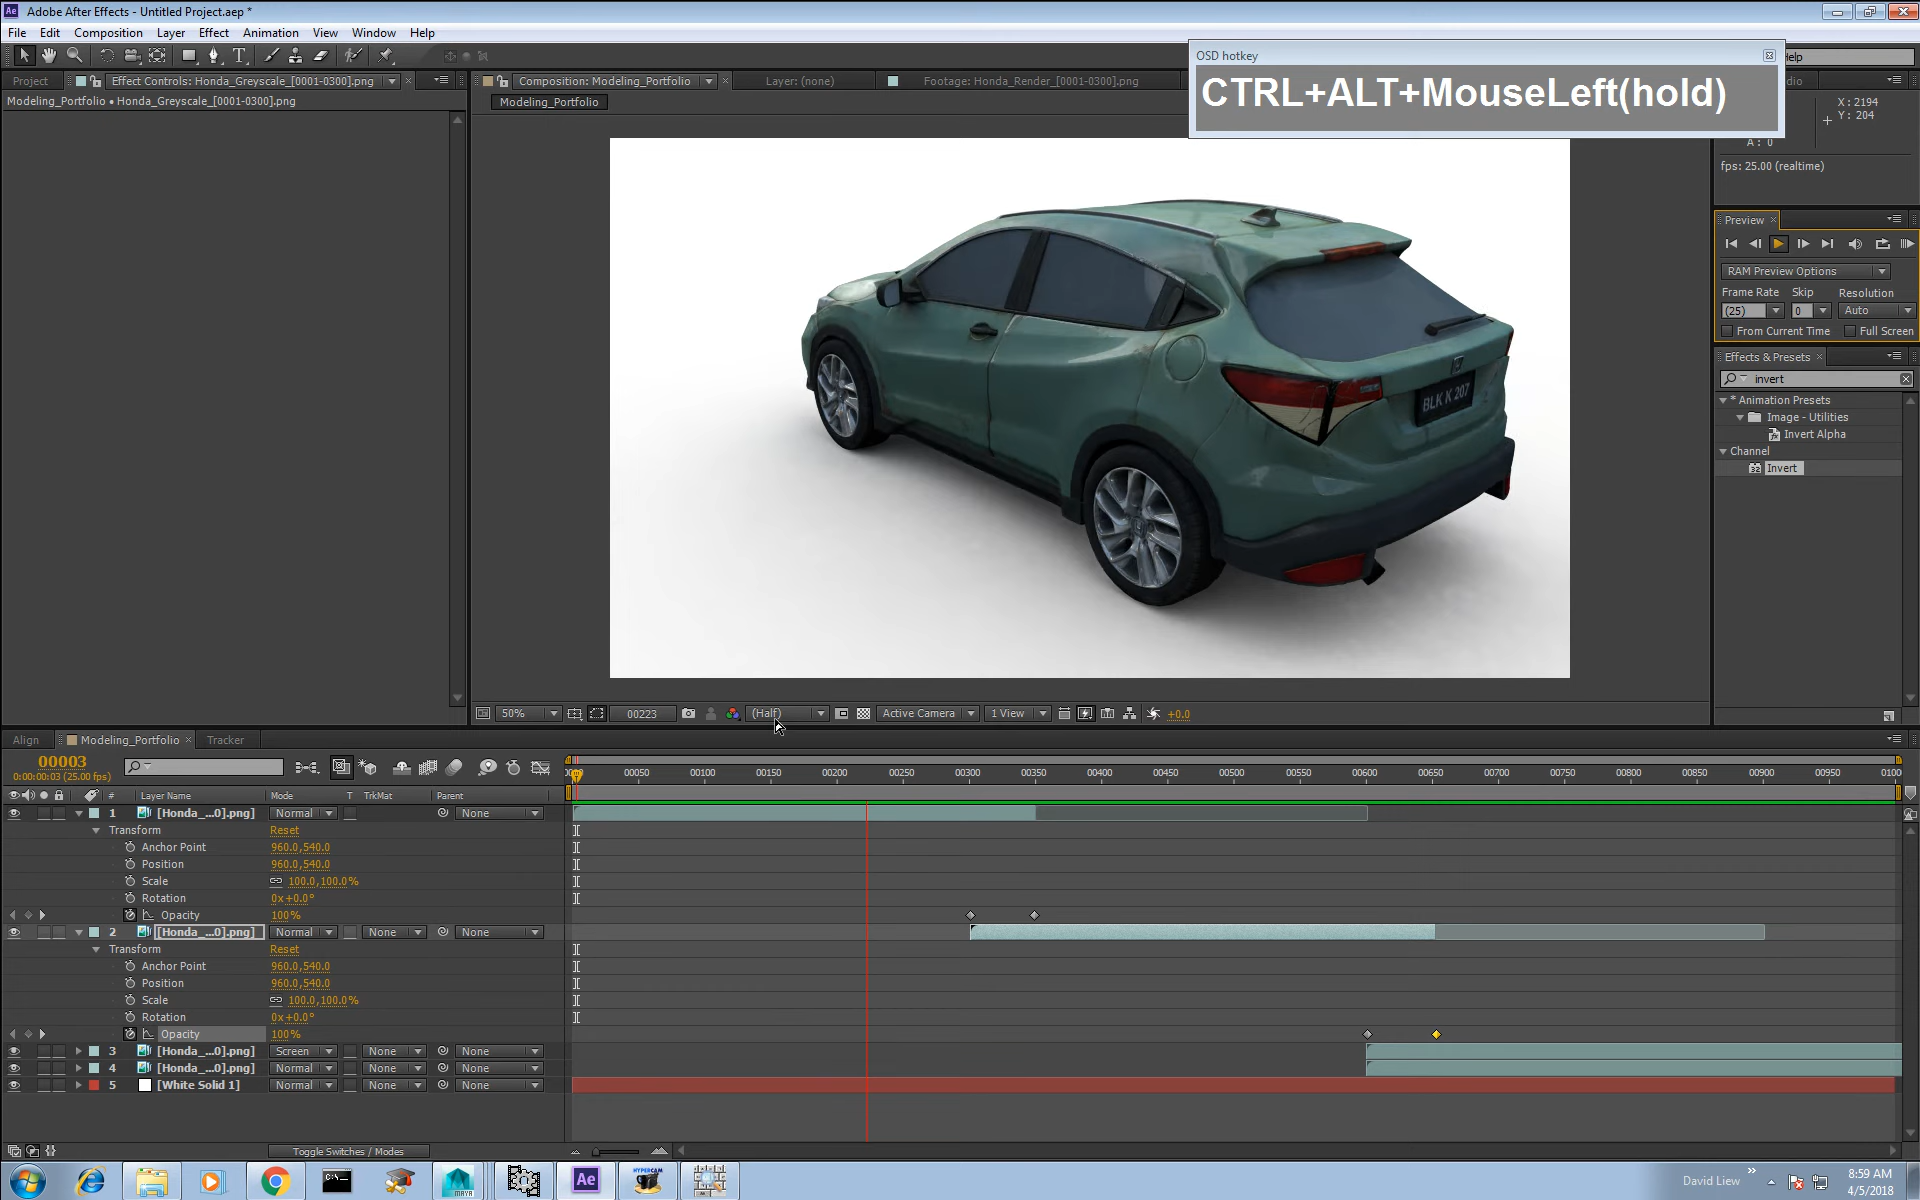 Adobe After Effects - Untitled Project.aep *
File Edit Composition Layer Effect Animation View Window Help
OSD hotkey
CTRL+ALT+MouseLeft(hold)
Help
Project Effect Controls: Honda_Greyscale_[0001-0300].png
Composition: Modeling_Portfolio Layer: (none) Footage: Honda_Render_[0001-0300].png
Modeling_Portfolio • Honda_Greyscale_[0001-0300].png
Modeling_Portfolio
X : 2194
Y : 204
A : 0
fps: 25.00 (realtime)
Preview
RAM Preview Options
Frame Rate Skip Resolution
(25) 0 Auto
From Current Time Full Screen
Effects & Presets
invert
* Animation Presets
Image - Utilities
Invert Alpha
Channel
32 Invert
BLK K 207
50% 00223 (Half) Active Camera 1 View +0.0
Align Modeling_Portfolio Tracker
00003
0:00:00:03 (25.00 fps)
00050 00100 00150 00200 00250 00300 00350 00400 00450 00500 00550 00600 00650 00700 00750 00800 00850 00900 00950 0100
# Layer Name Mode T TrkMat Parent
1 [Honda_...0].png] Normal None
Transform Reset
Anchor Point 960.0,540.0
Position 960.0,540.0
Scale 100.0,100.0%
Rotation 0x+0.0°
Opacity 100%
2 [Honda_...0].png] Normal None None
Transform Reset
Anchor Point 960.0,540.0
Position 960.0,540.0
Scale 100.0,100.0%
Rotation 0x+0.0°
Opacity 100%
3 [Honda_...0].png] Screen None None
4 [Honda_...0].png] Normal None None
5 [White Solid 1] Normal None None
Toggle Switches / Modes
C:\_
MAYA
Ae
HYPERCAM
David Liew
8:59 AM
4/5/2018